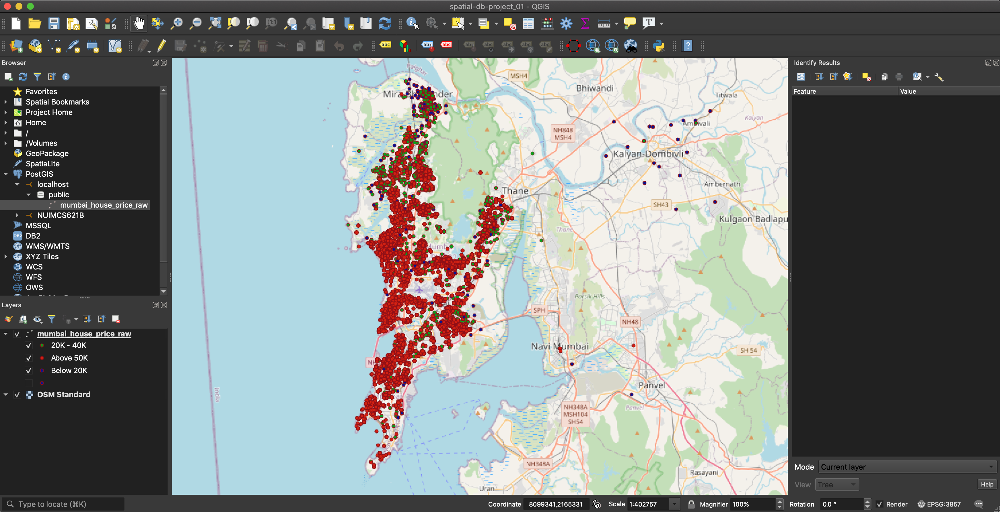 spatial-db-project_01 - QGIS
Browser
Favorites
Spatial Bookmarks
Project Home
Home
/
/Volumes
GeoPackage
SpatiaLite
PostGIS
localhost
public
mumbai_house_price_raw
NUIMCS621B
MSSQL
DB2
WMS/WMTS
XYZ Tiles
WCS
WFS
OWS
Layers
mumbai_house_price_raw
20K - 40K
Above 50K
Below 20K
OSM Standard
Type to locate (⌘K)
Palghar
MSH4
Bhiwandi
Titwala
Kalyan
NH848
MSH4
Kalyan-Dombivli
Ambernath
Thane
SH43
Kulgaon Badlapu
Thane
Parsik Hills
SPH
NH48
Navi Mumbai
SH 54
India
Panvel
Panvel
NH348A
MSH104
SH54
NH348A
Rasayani
Uran
Identify Results
Feature Value
Mode Current layer
View Tree Help
Coordinate 8099341,2165331 Scale 1:402757 Magnifier 100% Rotation 0.0 ° Render EPSG:3857